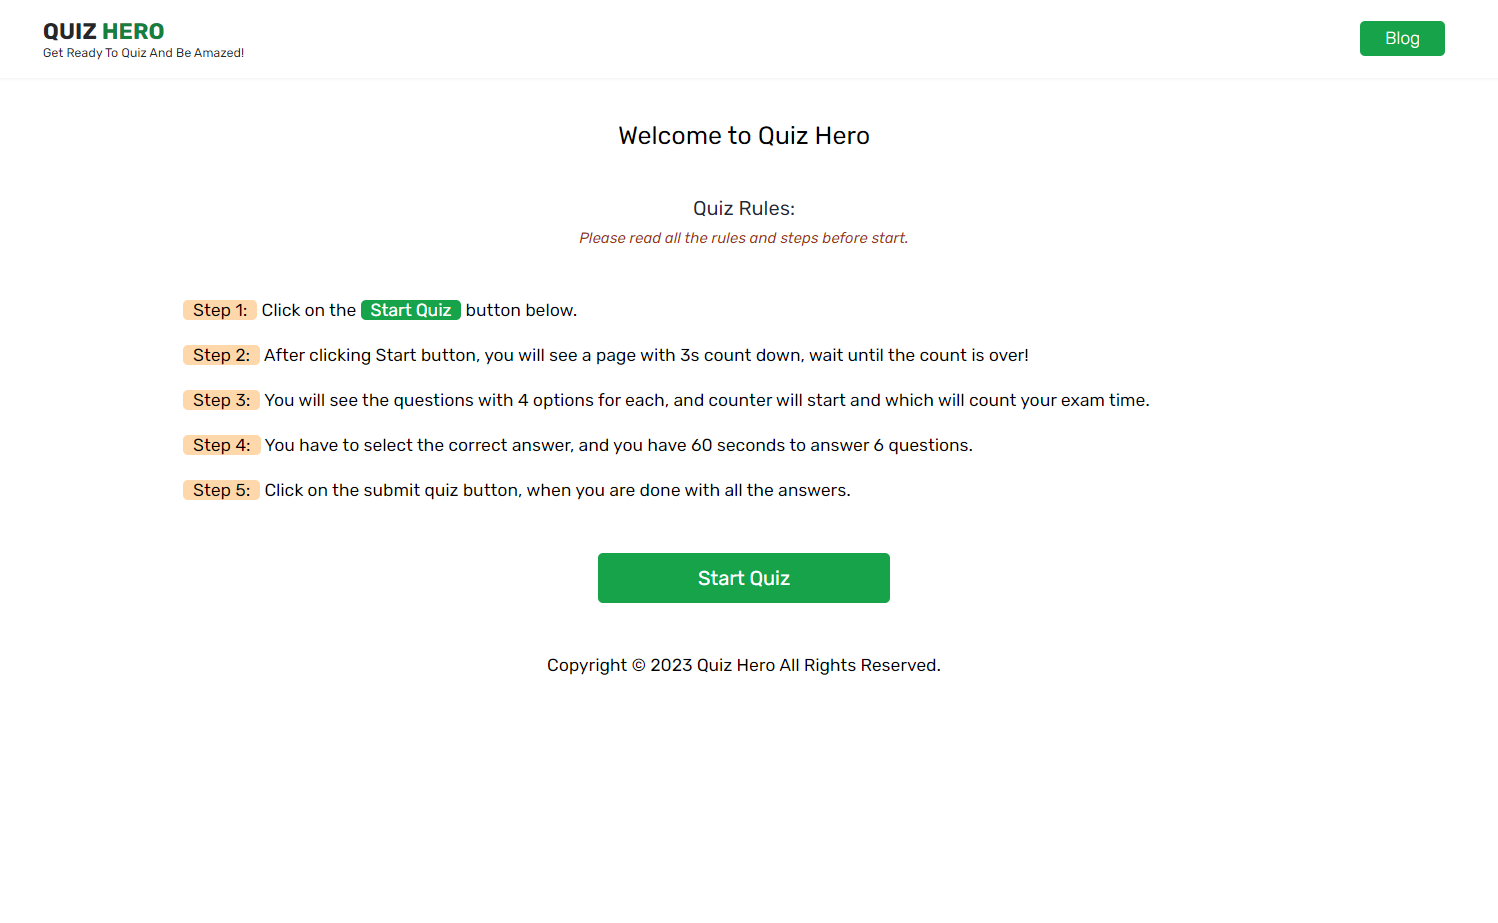 QUIZ HERO
Get Ready To Quiz And Be Amazed!
Blog
Welcome to Quiz Hero
Quiz Rules:
Please read all the rules and steps before start.
Step 1: Click on the Start Quiz button below.
Step 2: After clicking Start button, you will see a page with 3s count down, wait until the count is over!
Step 3: You will see the questions with 4 options for each, and counter will start and which will count your exam time.
Step 4: You have to select the correct answer, and you have 60 seconds to answer 6 questions.
Step 5: Click on the submit quiz button, when you are done with all the answers.
Start Quiz
Copyright © 2023 Quiz Hero All Rights Reserved.